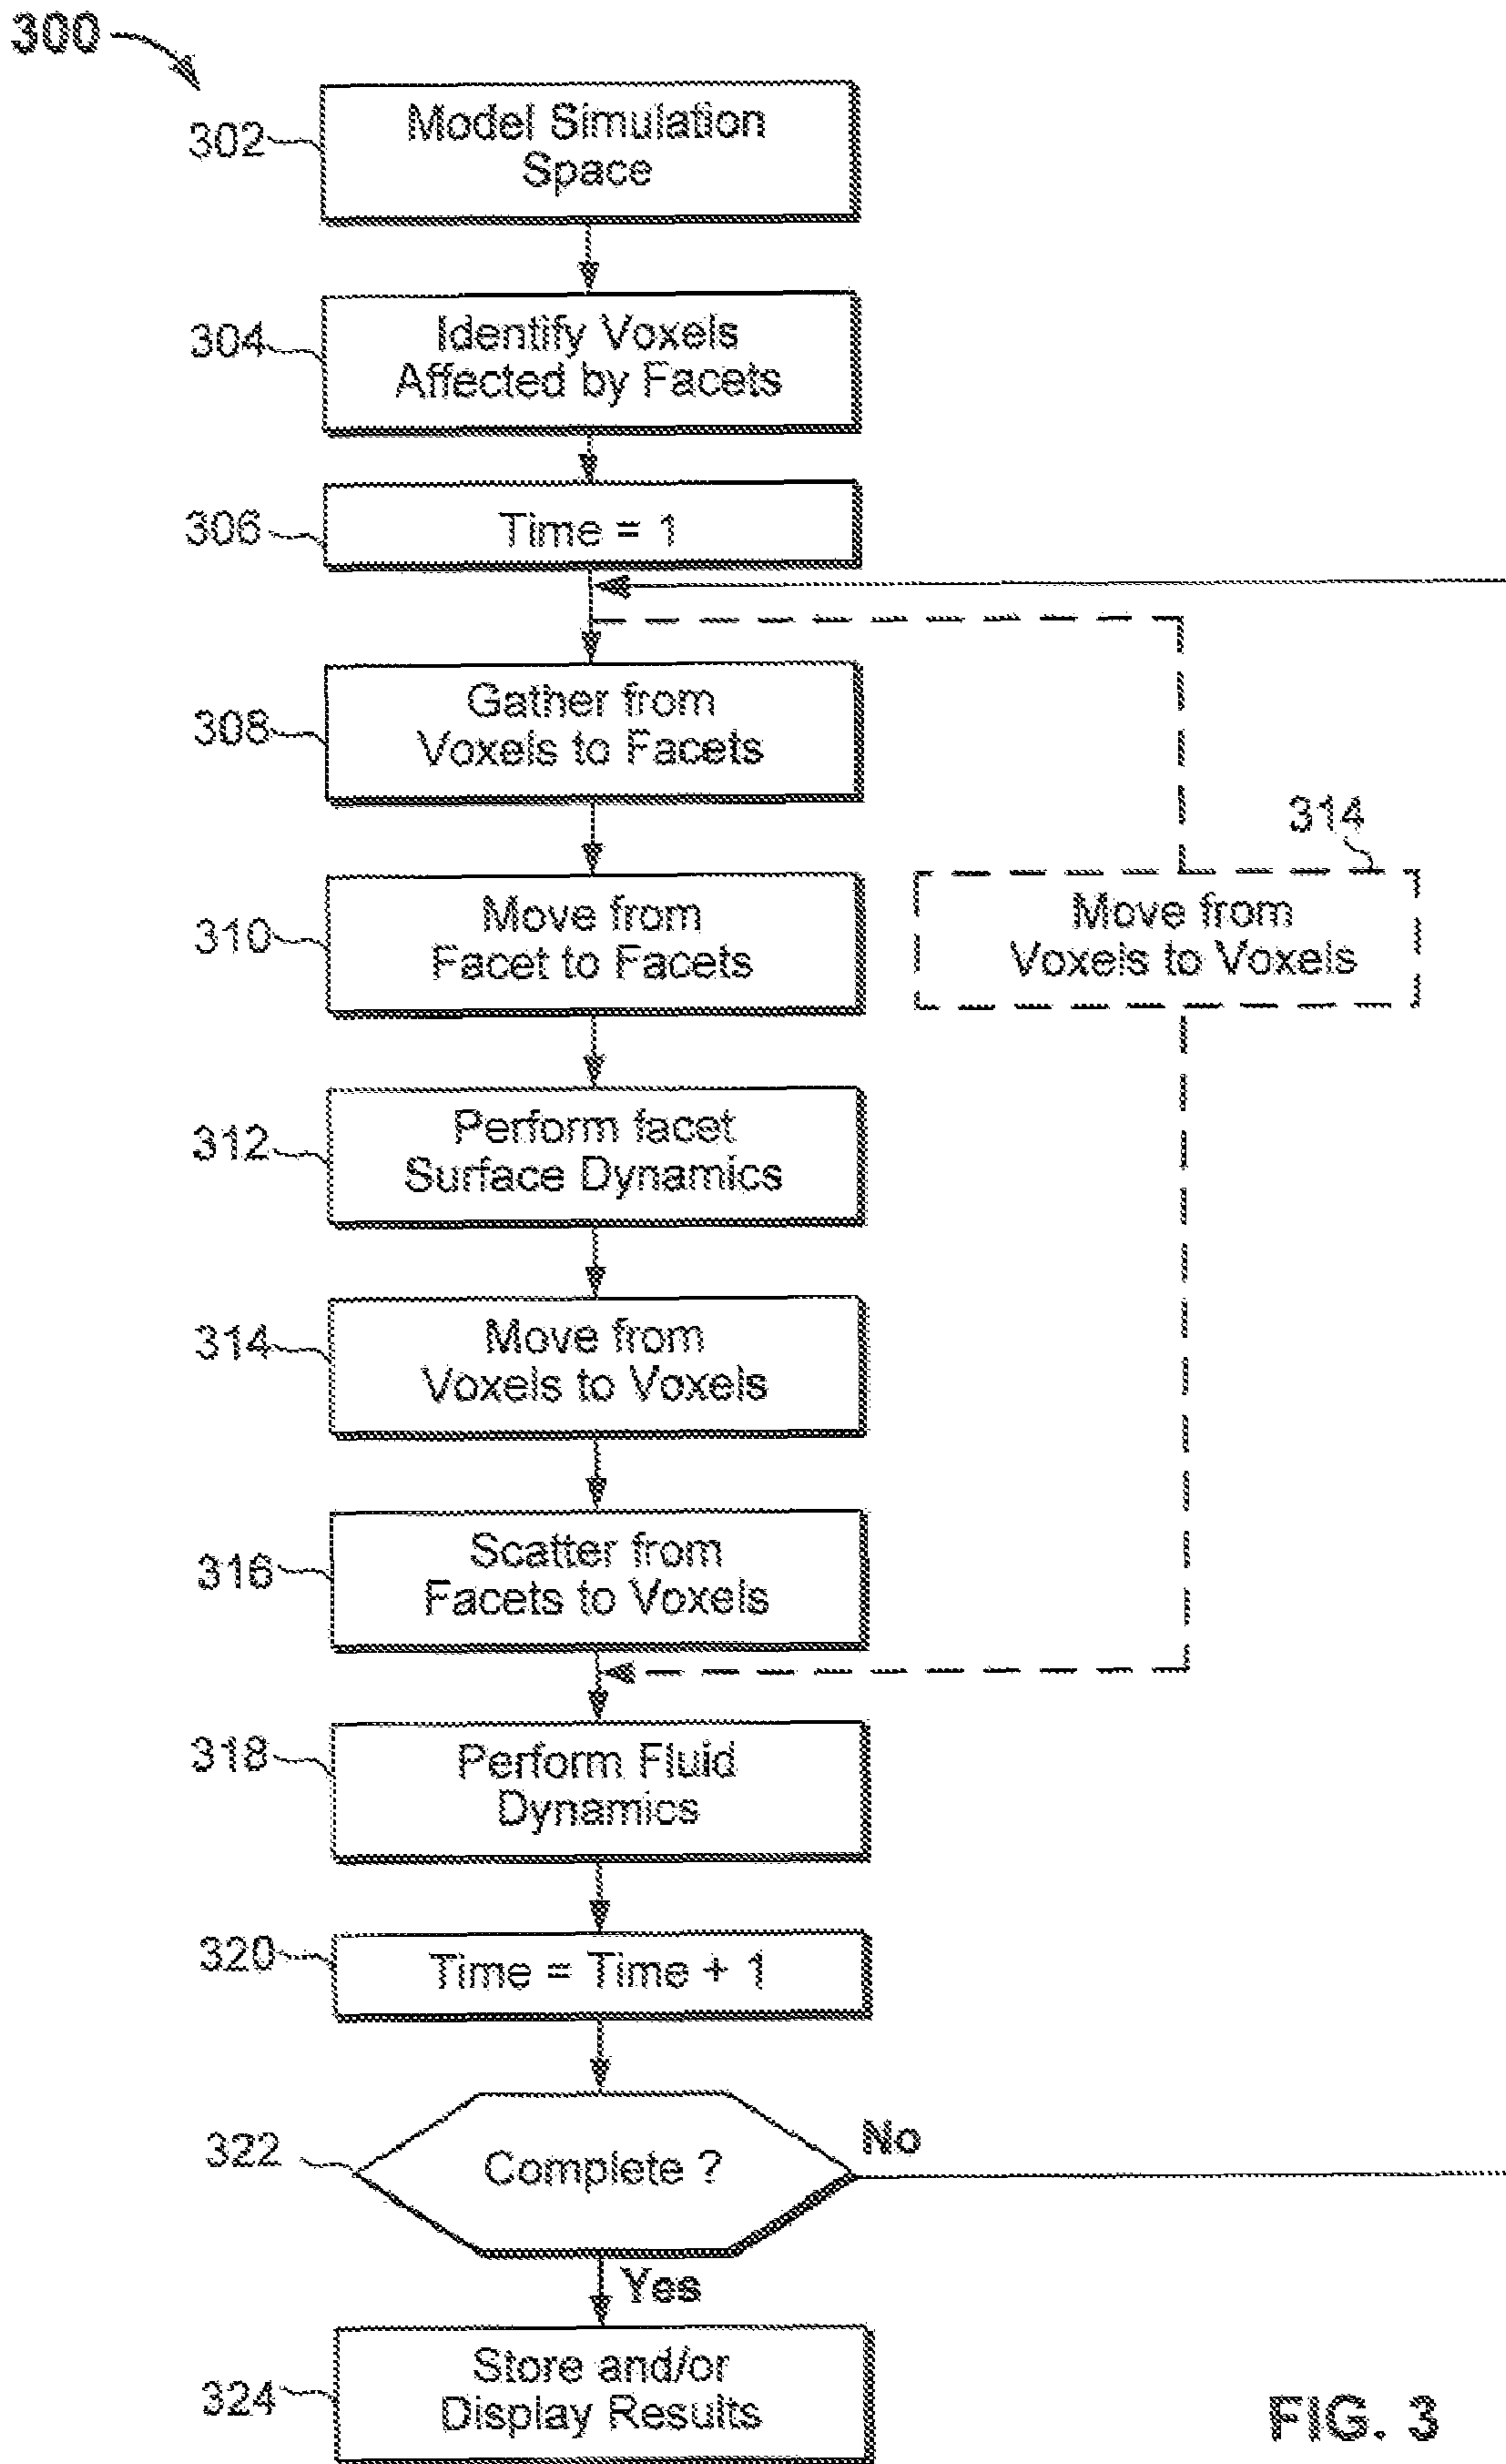 300
302
Model Simulation
Space
304
Identify Voxels
Affected by Facets
306
Time = 1
308
Gather from
Voxels to Facets
310
Move from
Facet to Facets
314
Move from
Voxels to Voxels
312
Perform facet
Surface Dynamics
314
Move from
Voxels to Voxels
316
Scatter from
Facets to Voxels
318
Perform Fluid
Dynamics
320
Time = Time + 1
322
Complete ?
No
Yes
324
Store and/or
Display Results
FIG. 3